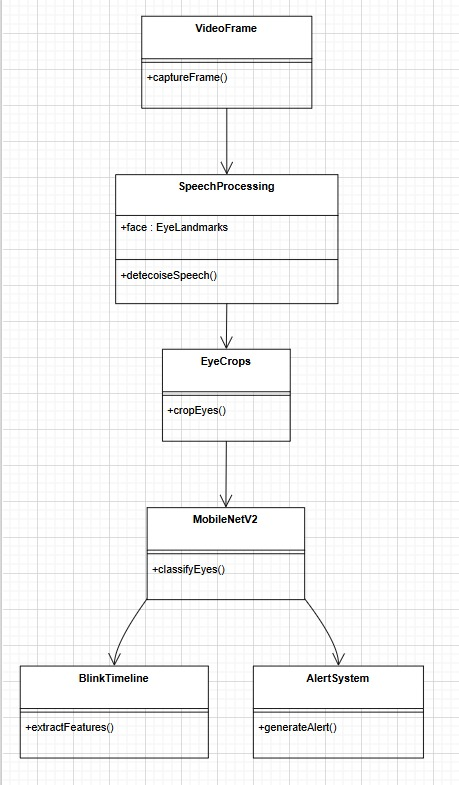 VideoFrame
+captureFrame()
SpeechProcessing
+face : EyeLandmarks
+detecoiseSpeech()
EyeCrops
+cropEyes()
MobileNetV2
+classifyEyes()
BlinkTimeline
+extractFeatures()
AlertSystem
+generateAlert()